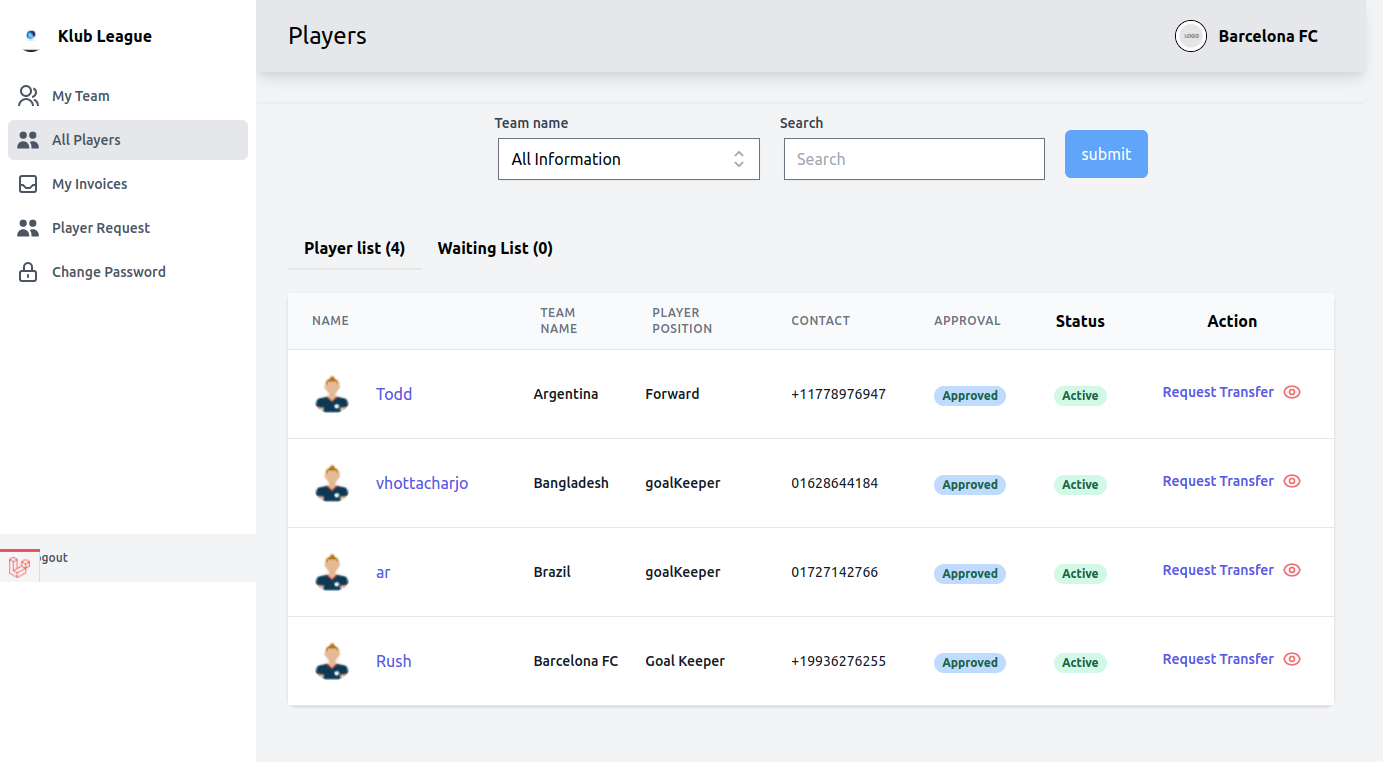 Klub League
Players
LOGO
Barcelona FC
My Team
All Players
My Invoices
Player Request
Change Password
ogout
Team name
Search
All Information
Search
submit
Player list (4)
Waiting List (0)
NAME
TEAM NAME
PLAYER POSITION
CONTACT
APPROVAL
Status
Action
Todd
Argentina
Forward
+11778976947
Approved
Active
Request Transfer
vhottacharjo
Bangladesh
goalKeeper
01628644184
Approved
Active
Request Transfer
ar
Brazil
goalKeeper
01727142766
Approved
Active
Request Transfer
Rush
Barcelona FC
Goal Keeper
+19936276255
Approved
Active
Request Transfer